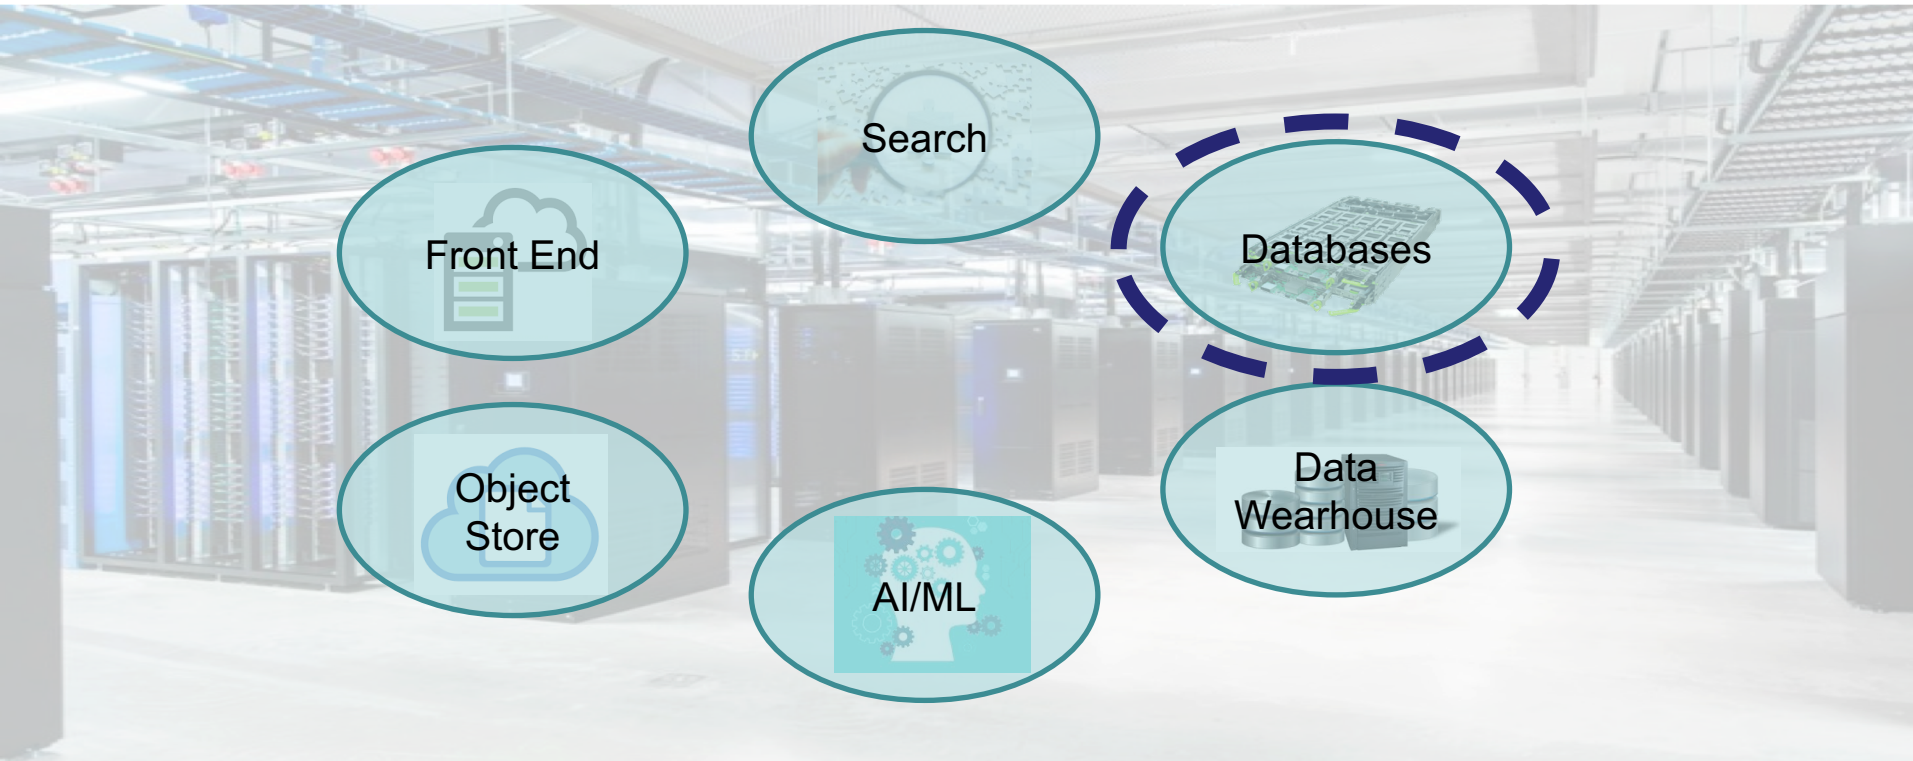 Search
Front End
Databases
Object
Store
Data
Wearhouse
AI/ML